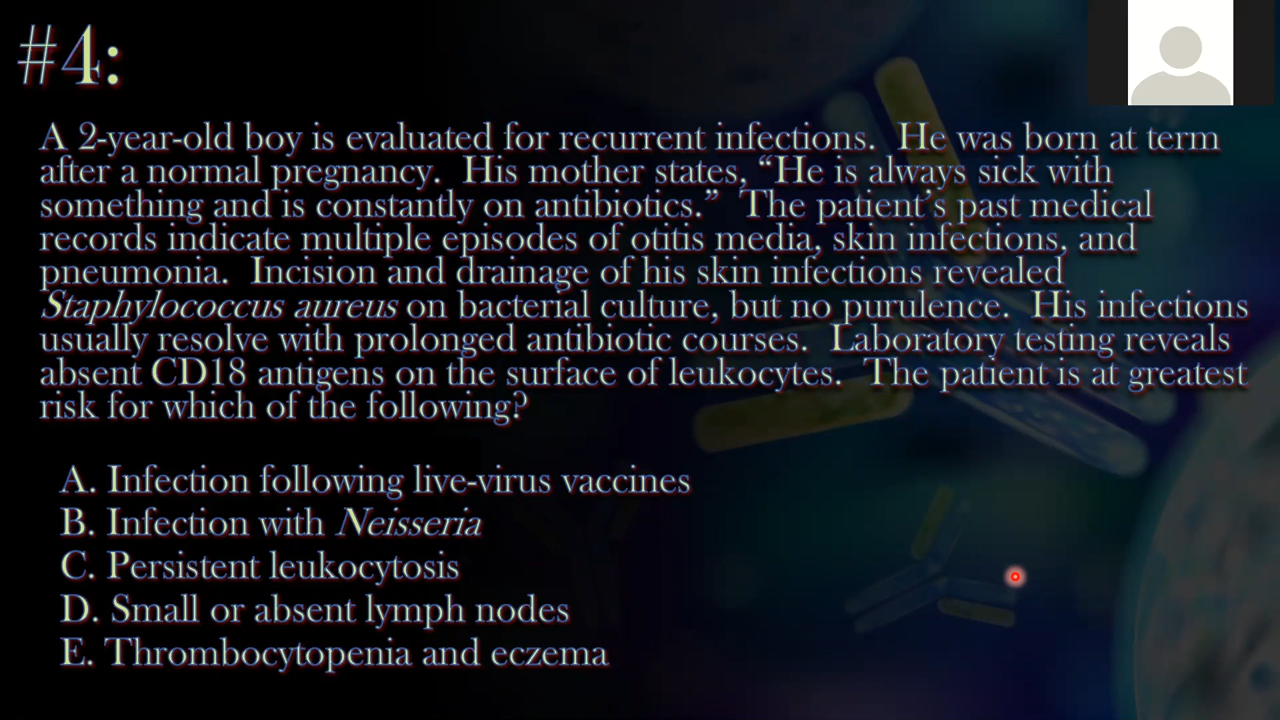 #4:
A 2-year-old boy is evaluated for recurrent infections.  He was born at term
after a normal pregnancy.  His mother states, “He is always sick with
something and is constantly on antibiotics.”  The patient’s past medical
records indicate multiple episodes of otitis media, skin infections, and
pneumonia.  Incision and drainage of his skin infections revealed
Staphylococcus aureus on bacterial culture, but no purulence.  His infections
usually resolve with prolonged antibiotic courses.  Laboratory testing reveals
absent CD18 antigens on the surface of leukocytes.  The patient is at greatest
risk for which of the following?
A. Infection following live-virus vaccines
B. Infection with Neisseria
C. Persistent leukocytosis
D. Small or absent lymph nodes
E. Thrombocytopenia and eczema